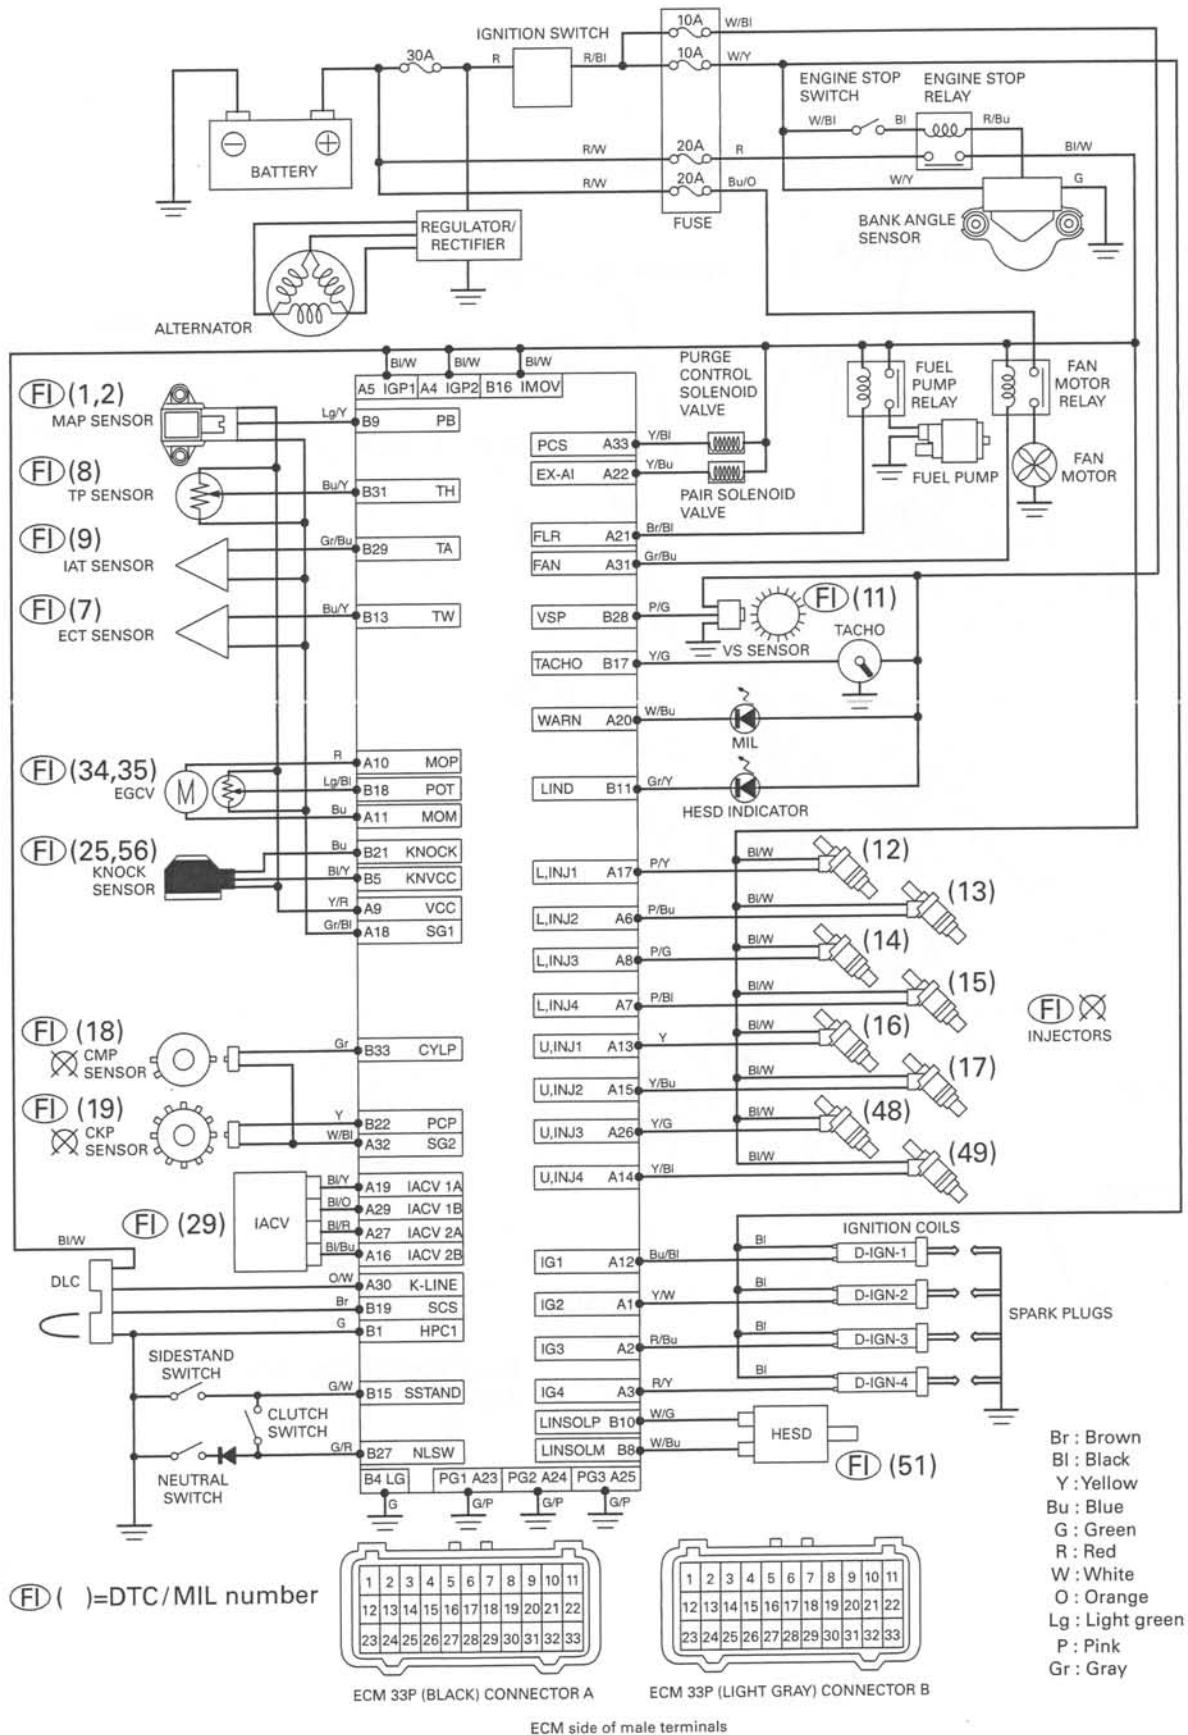 IGNITION SWITCH
30A
R
R/Bl
10A
W/Bl
10A
W/Y
ENGINE STOP
SWITCH
ENGINE STOP
RELAY
W/Bl
Bl
R/Bu
BATTERY
R/W
20A
R
Bl/W
R/W
20A
Bu/O
W/Y
G
FUSE
BANK ANGLE
SENSOR
REGULATOR/
RECTIFIER
ALTERNATOR
Bl/W
Bl/W
Bl/W
A5 IGP1
A4 IGP2
B16 IMOV
FI (1,2)
MAP SENSOR
Lg/Y
B9 PB
FI (8)
TP SENSOR
Bu/Y
B31 TH
FI (9)
IAT SENSOR
Gr/Bu
B29 TA
FI (7)
ECT SENSOR
Bu/Y
B13 TW
PURGE
CONTROL
SOLENOID
VALVE
FUEL
PUMP
RELAY
FAN
MOTOR
RELAY
PCS A33
Y/Bl
EX-AI A22
Y/Bu
PAIR SOLENOID
VALVE
FUEL PUMP
FAN
MOTOR
FLR A21
Br/Bl
FAN A31
Gr/Bu
VSP B28
P/G
FI (11)
VS SENSOR
TACHO
TACHO B17
Y/G
WARN A20
W/Bu
MIL
LIND B11
Gr/Y
HESD INDICATOR
FI (34,35)
EGCV
M
R
A10 MOP
Lg/Bl
B18 POT
Bu
A11 MOM
FI (25,56)
KNOCK
SENSOR
Bu
B21 KNOCK
Bl/Y
B5 KNVCC
Y/R
A9 VCC
Gr/Bl
A18 SG1
L,INJ1 A17
P/Y
Bl/W
(12)
L,INJ2 A6
P/Bu
Bl/W
(13)
L,INJ3 A8
P/G
Bl/W
(14)
L,INJ4 A7
P/Bl
Bl/W
(15)
U,INJ1 A13
Y
Bl/W
(16)
U,INJ2 A15
Y/Bu
Bl/W
(17)
U,INJ3 A26
Y/G
Bl/W
(48)
U,INJ4 A14
Y/Bl
Bl/W
(49)
FI
INJECTORS
FI (18)
CMP
SENSOR
Gr
B33 CYLP
FI (19)
CKP
SENSOR
Y
B22 PCP
W/Bl
A32 SG2
FI (29)
IACV
Bl/Y
A19 IACV 1A
Bl/O
A29 IACV 1B
Bl/R
A27 IACV 2A
Bl/Bu
A16 IACV 2B
Bl/W
DLC
O/W
A30 K-LINE
Br
B19 SCS
G
B1 HPC1
SIDESTAND
SWITCH
G/W
B15 SSTAND
CLUTCH
SWITCH
G/R
B27 NLSW
NEUTRAL
SWITCH
IGNITION COILS
IG1 A12
Bu/Bl
Bl
D-IGN-1
IG2 A1
Y/W
Bl
D-IGN-2
IG3 A2
R/Bu
Bl
D-IGN-3
IG4 A3
R/Y
Bl
D-IGN-4
SPARK PLUGS
LINSOLP B10
W/G
LINSOLM B8
W/Bu
HESD
FI (51)
B4 LG
PG1 A23
PG2 A24
PG3 A25
G
G/P
G/P
G/P
Br : Brown
Bl : Black
Y : Yellow
Bu : Blue
G : Green
R : Red
W : White
O : Orange
Lg : Light green
P : Pink
Gr : Gray
FI ( )=DTC/MIL number
1 2 3 4 5 6 7 8 9 10 11
12 13 14 15 16 17 18 19 20 21 22
23 24 25 26 27 28 29 30 31 32 33
ECM 33P (BLACK) CONNECTOR A
1 2 3 4 5 6 7 8 9 10 11
12 13 14 15 16 17 18 19 20 21 22
23 24 25 26 27 28 29 30 31 32 33
ECM 33P (LIGHT GRAY) CONNECTOR B
ECM side of male terminals